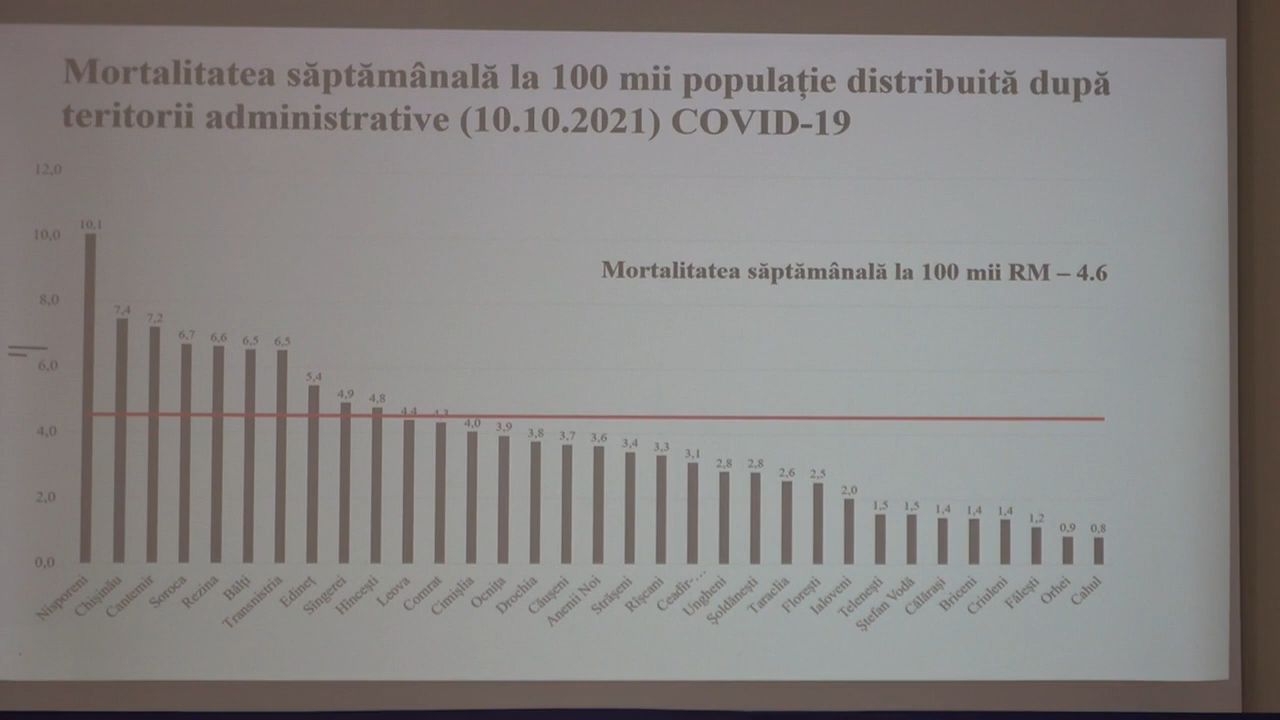 Mortalitatea săptămânală la 100 mii populație distribuită după
teritorii administrative (10.10.2021) COVID-19
12,0
10,0
8,0
6,0
4,0
2,0
0,0
Mortalitatea săptămânală la 100 mii RM – 4.6
10,1
7,4
7,2
6,7
6,6
6,5
6,5
5,4
4,9
4,8
4,4
4,3
4,0
3,9
3,8
3,7
3,6
3,4
3,3
3,1
2,8
2,8
2,6
2,5
2,0
1,5
1,5
1,4
1,4
1,4
1,2
0,9
0,8
Nisporeni
Chișinău
Cantemir
Soroca
Rezina
Bălți
Transnistria
Edineț
Sîngerei
Hîncești
Leova
Comrat
Cimișlia
Ocnița
Drochia
Căușeni
Anenii Noi
Strășeni
Rîșcani
Ceadîr-...
Ungheni
Șoldănești
Taraclia
Florești
Ialoveni
Telenești
Ștefan Vodă
Călărași
Briceni
Criuleni
Fălești
Orhei
Cahul